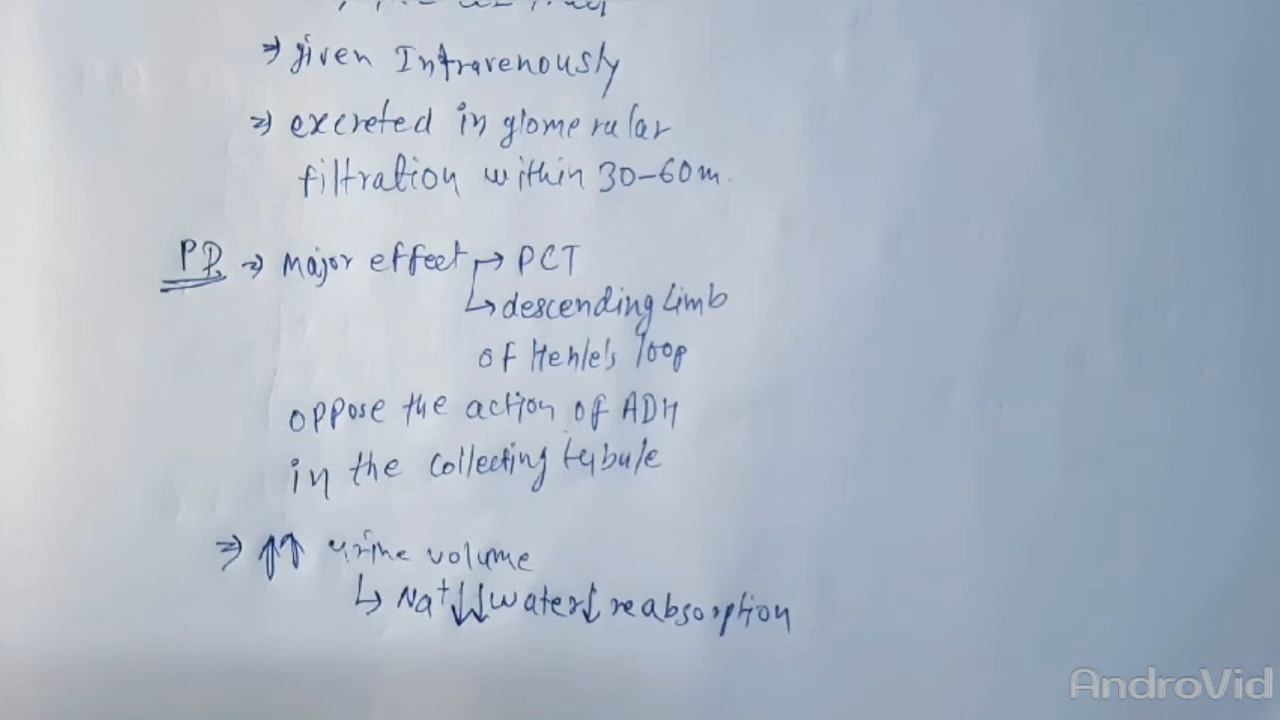 ⇒ given Intravenously
⇒ excreted in glomerular
filtration within 30-60m.
PD ⇒ Major effect → PCT
↳ descending Limb
of Henle's loop
oppose the action of ADH
in the collecting tubule
⇒ ↑↑ urine volume
↳ Na⁺↓↓ water↓ reabsorption
AndroVid